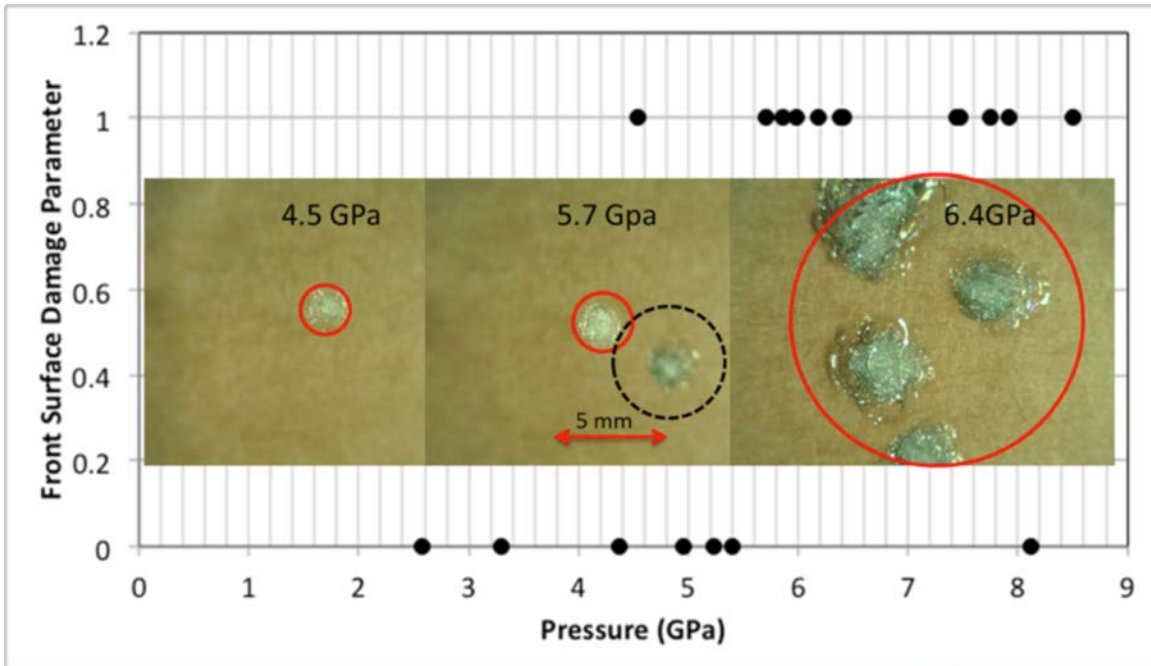 1.2
1
0.8
0.6
0.4
0.2
0
Front Surface Damage Parameter
4.5 GPa
5.7 Gpa
6.4GPa
5 mm
0 1 2 3 4 5 6 7 8 9
Pressure (GPa)